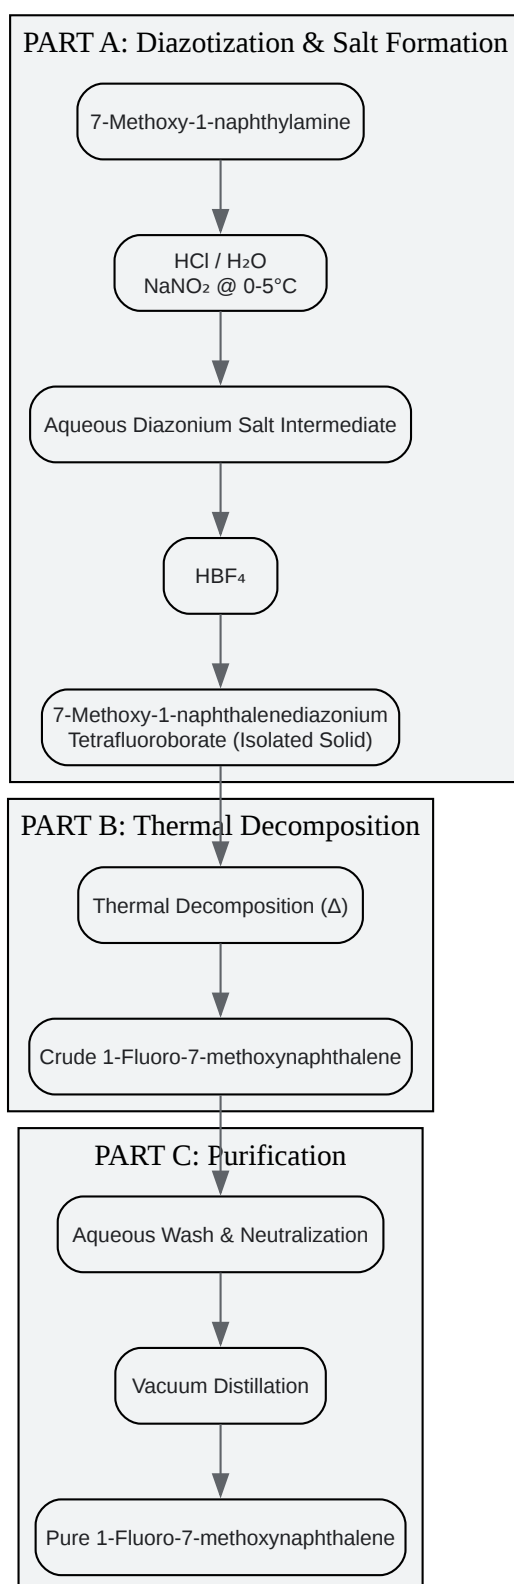 PART A: Diazotization & Salt Formation
7-Methoxy-1-naphthylamine
HCl / H₂O
NaNO₂ @ 0-5°C
Aqueous Diazonium Salt Intermediate
HBF₄
7-Methoxy-1-naphthalenediazonium
Tetrafluoroborate (Isolated Solid)
PART B: Thermal Decomposition
Thermal Decomposition (Δ)
Crude 1-Fluoro-7-methoxynaphthalene
PART C: Purification
Aqueous Wash & Neutralization
Vacuum Distillation
Pure 1-Fluoro-7-methoxynaphthalene